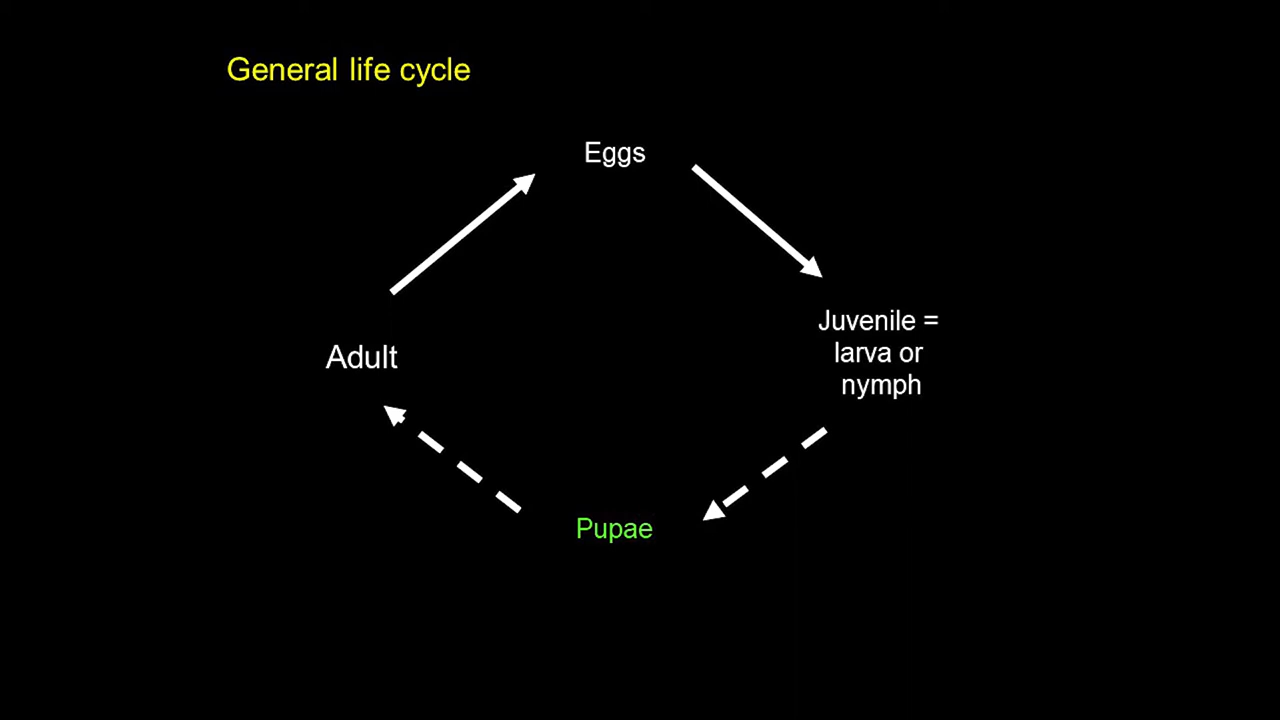 General life cycle
Eggs
Juvenile =
larva or
nymph
Adult
Pupae